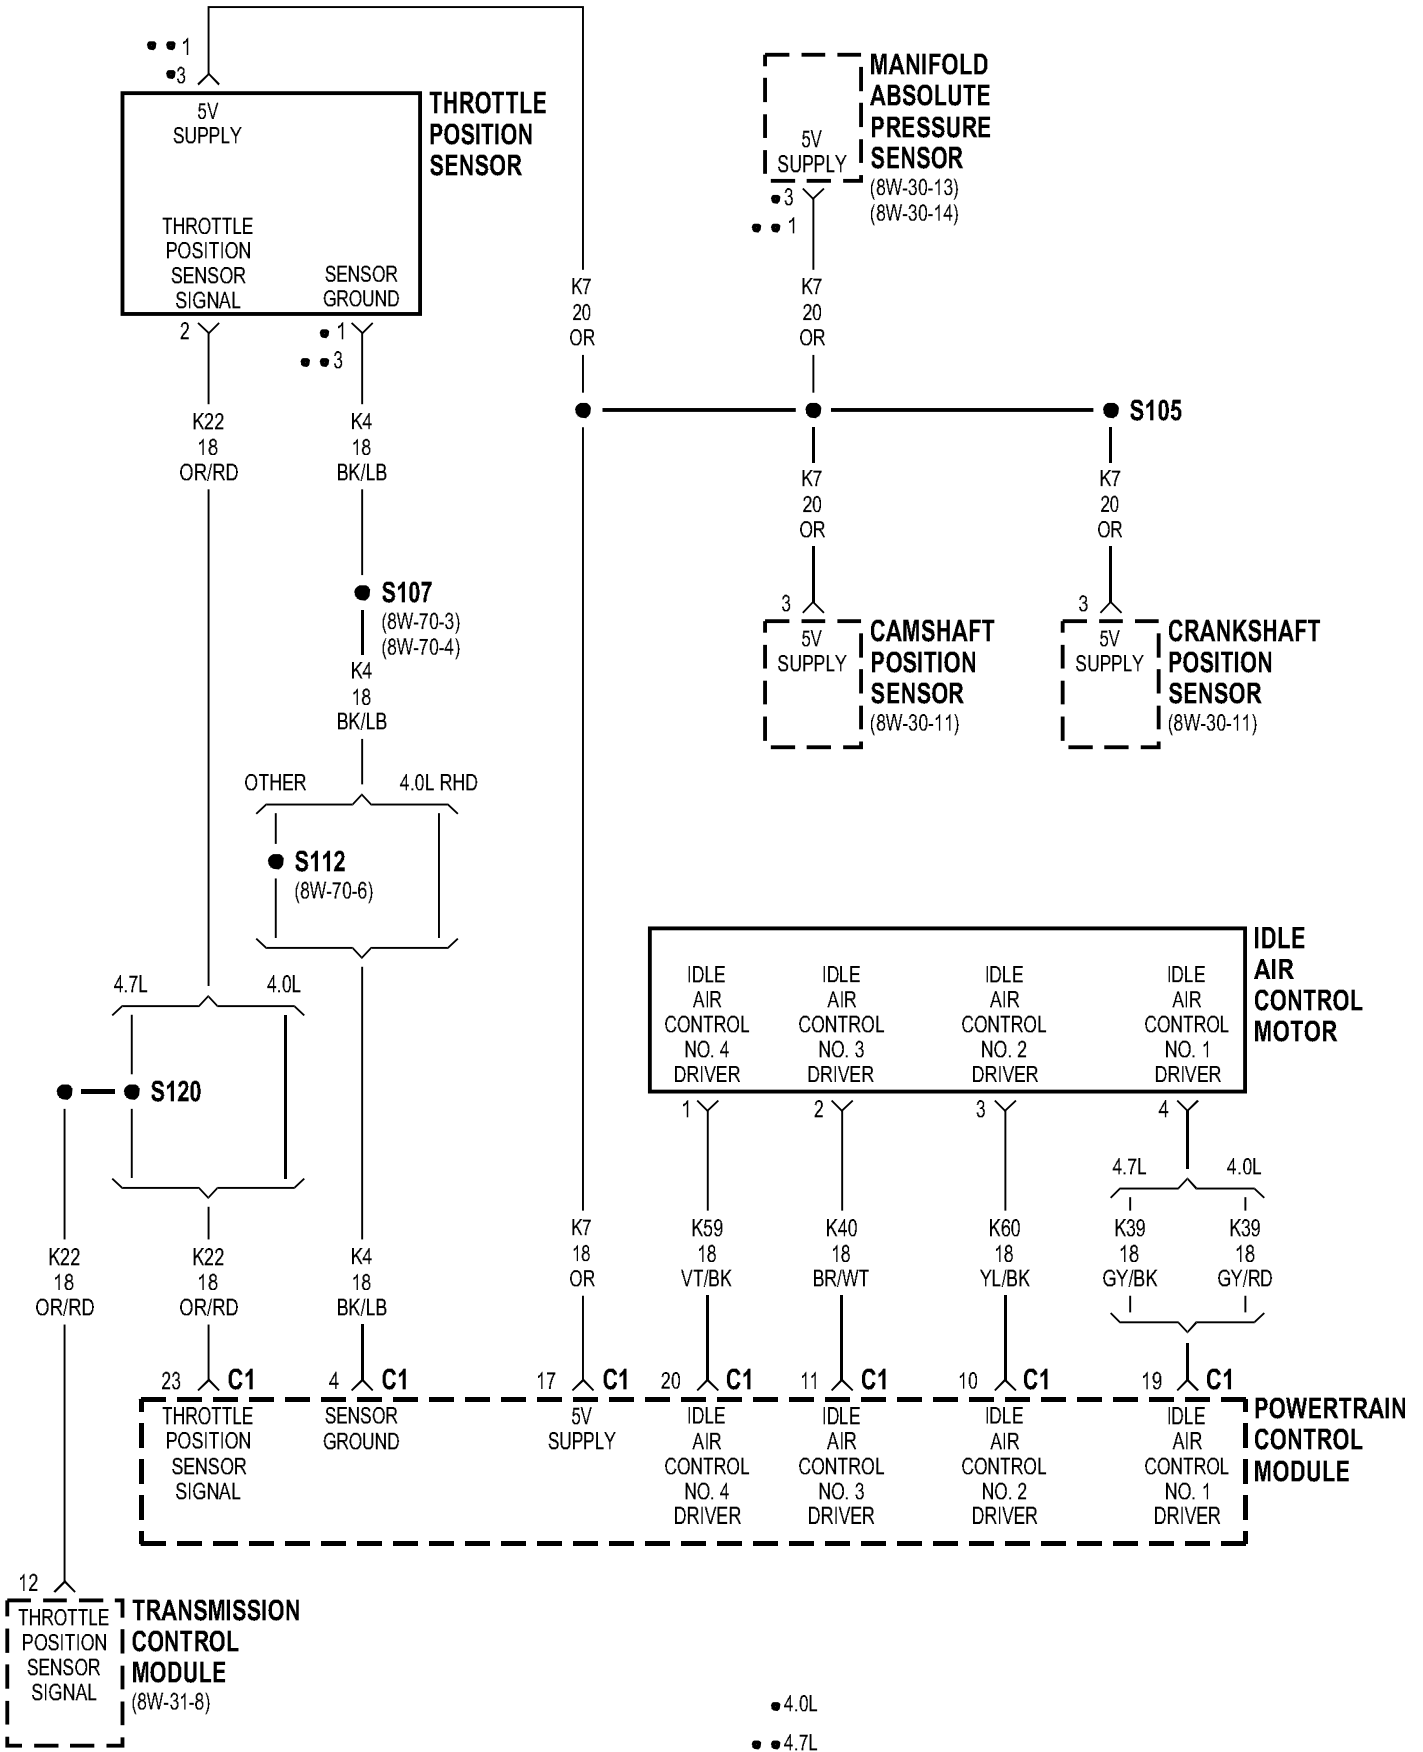 1
3
5V
SUPPLY
THROTTLE
POSITION
SENSOR
THROTTLE
POSITION
SENSOR
SIGNAL
SENSOR
GROUND
2
1
3
MANIFOLD
ABSOLUTE
PRESSURE
SENSOR
(8W-30-13)
(8W-30-14)
5V
SUPPLY
3
1
K7
20
OR
K7
20
OR
K22
18
OR/RD
K4
18
BK/LB
S105
K7
20
OR
K7
20
OR
S107
(8W-70-3)
(8W-70-4)
K4
18
BK/LB
3
5V
SUPPLY
CAMSHAFT
POSITION
SENSOR
(8W-30-11)
3
5V
SUPPLY
CRANKSHAFT
POSITION
SENSOR
(8W-30-11)
OTHER
4.0L RHD
S112
(8W-70-6)
4.7L
4.0L
S120
IDLE
AIR
CONTROL
NO. 4
DRIVER
IDLE
AIR
CONTROL
NO. 3
DRIVER
IDLE
AIR
CONTROL
NO. 2
DRIVER
IDLE
AIR
CONTROL
NO. 1
DRIVER
IDLE
AIR
CONTROL
MOTOR
1
2
3
4
4.7L
4.0L
K22
18
OR/RD
K22
18
OR/RD
K4
18
BK/LB
K7
18
OR
K59
18
VT/BK
K40
18
BR/WT
K60
18
YL/BK
K39
18
GY/BK
K39
18
GY/RD
23 C1
4 C1
17 C1
20 C1
11 C1
10 C1
19 C1
THROTTLE
POSITION
SENSOR
SIGNAL
SENSOR
GROUND
5V
SUPPLY
IDLE
AIR
CONTROL
NO. 4
DRIVER
IDLE
AIR
CONTROL
NO. 3
DRIVER
IDLE
AIR
CONTROL
NO. 2
DRIVER
IDLE
AIR
CONTROL
NO. 1
DRIVER
POWERTRAIN
CONTROL
MODULE
12
THROTTLE
POSITION
SENSOR
SIGNAL
TRANSMISSION
CONTROL
MODULE
(8W-31-8)
4.0L
4.7L